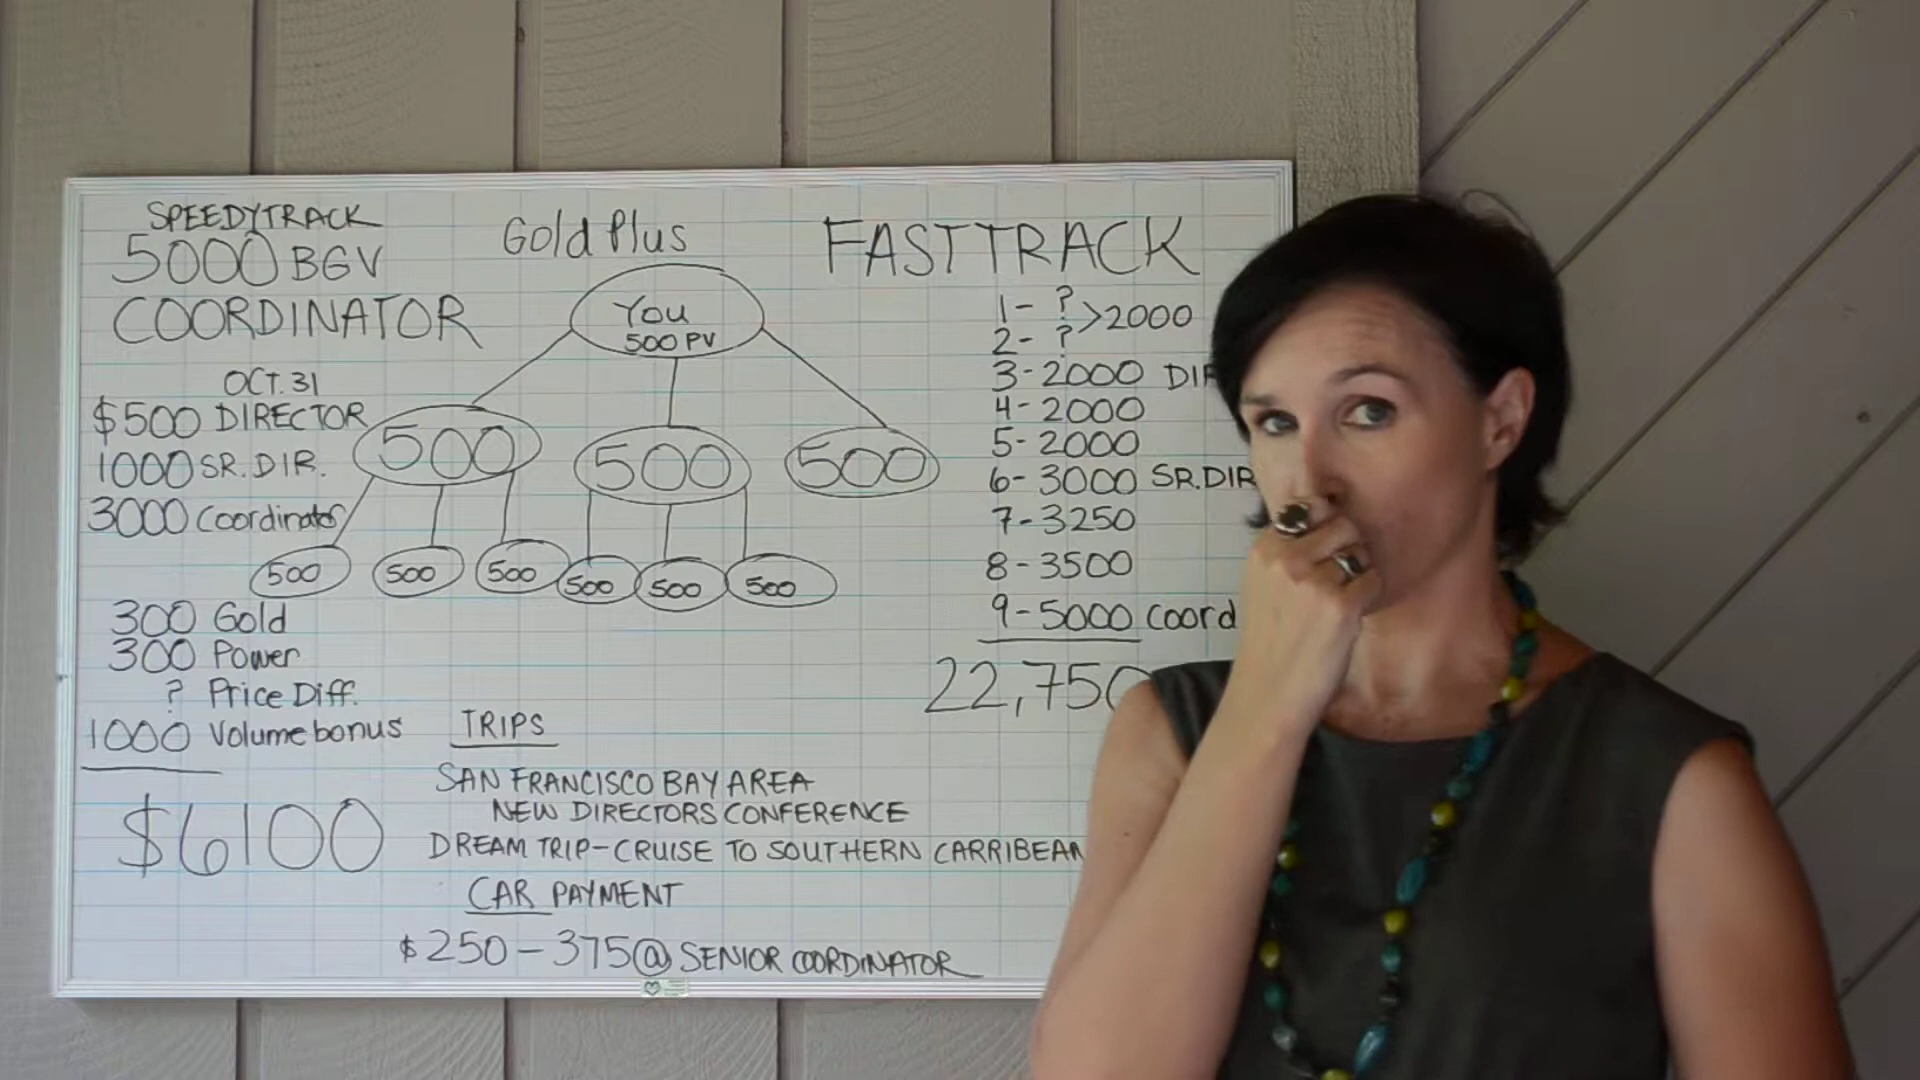 SPEEDYTRACK
5000 BGV
COORDINATOR
OCT. 31
$500 DIRECTOR
1000 SR. DIR.
3000 Coordinator
Gold Plus
You
500 PV
500 500 500
500 500 500 500 500 500
300 Gold
300 Power
? Price Diff.
1000 Volume bonus
$6100
TRIPS
SAN FRANCISCO BAY AREA
NEW DIRECTORS CONFERENCE
DREAM TRIP - CRUISE TO SOUTHERN CARRIBEAN
CAR PAYMENT
$250 - 375 @ SENIOR COORDINATOR
FASTTRACK
1- ?
2- ? >2000
3- 2000 DIR
4- 2000
5- 2000
6- 3000 SR. DIR
7- 3250
8- 3500
9- 5000 Coord
22,750